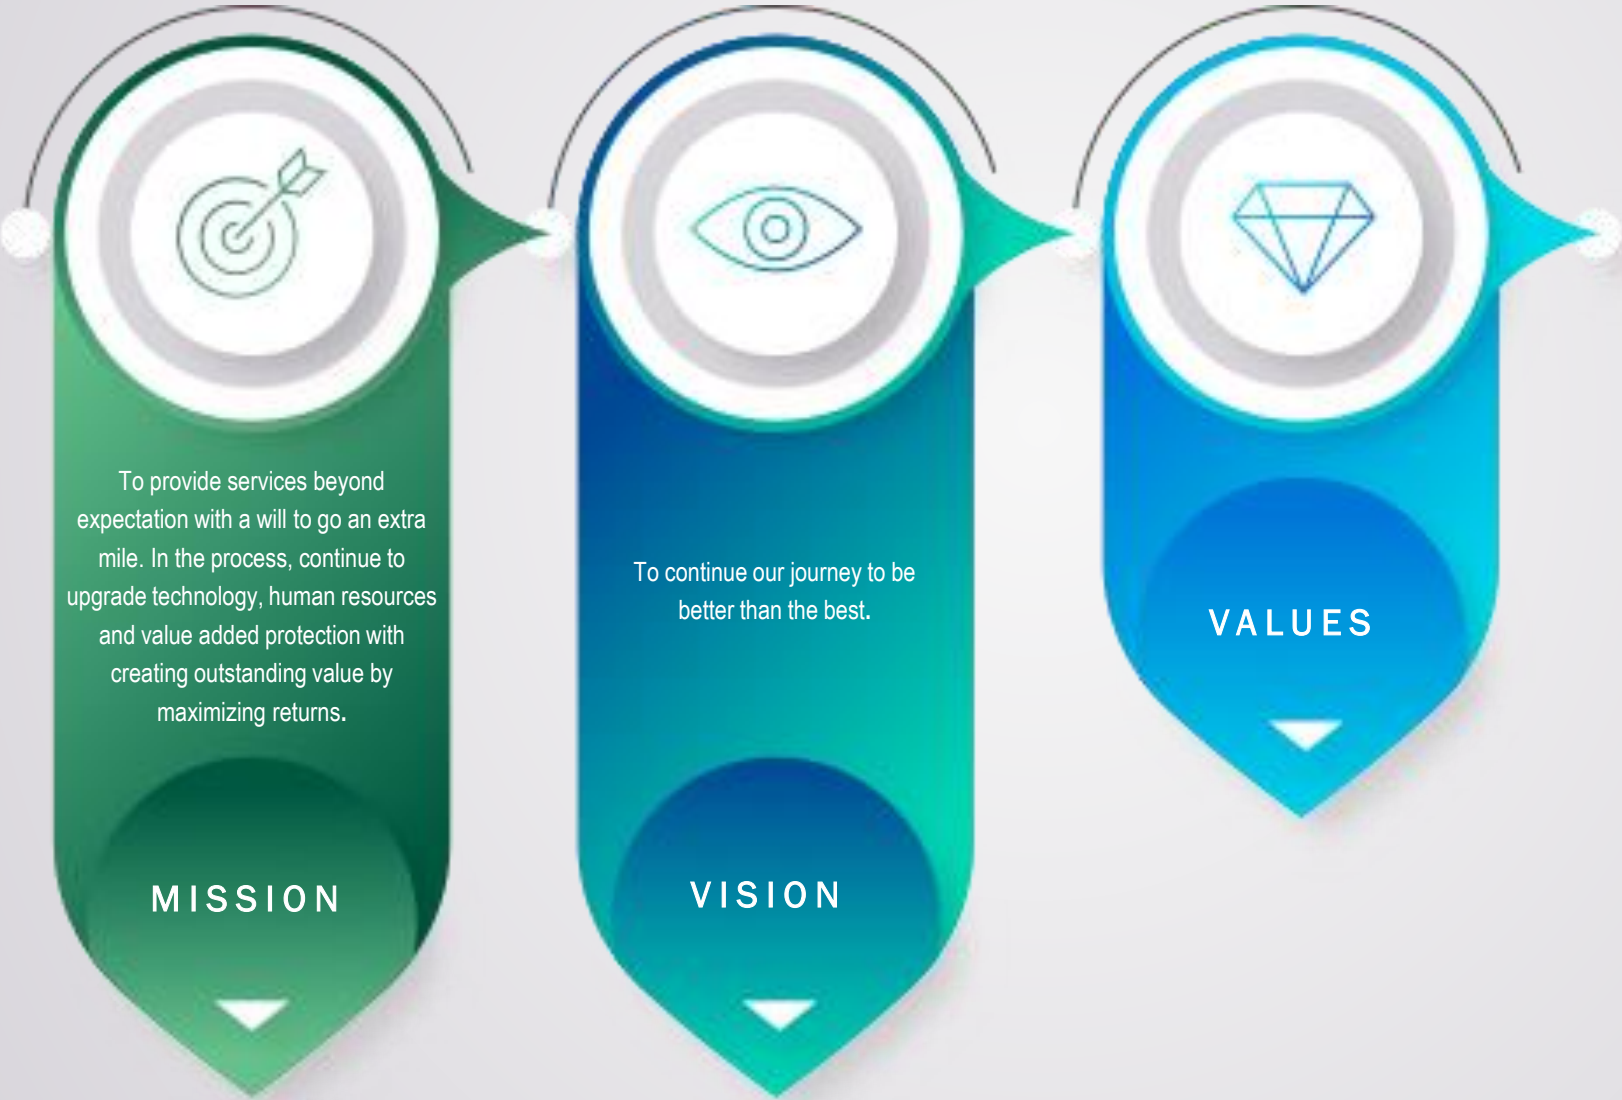 To provide services beyond
expectation with a will to go an extra
mile. In the process, continue to
upgrade technology, human resources
and value added protection with
creating outstanding value by
maximizing returns.
MISSION
To continue our journey to be
better than the best.
VISION
VALUES